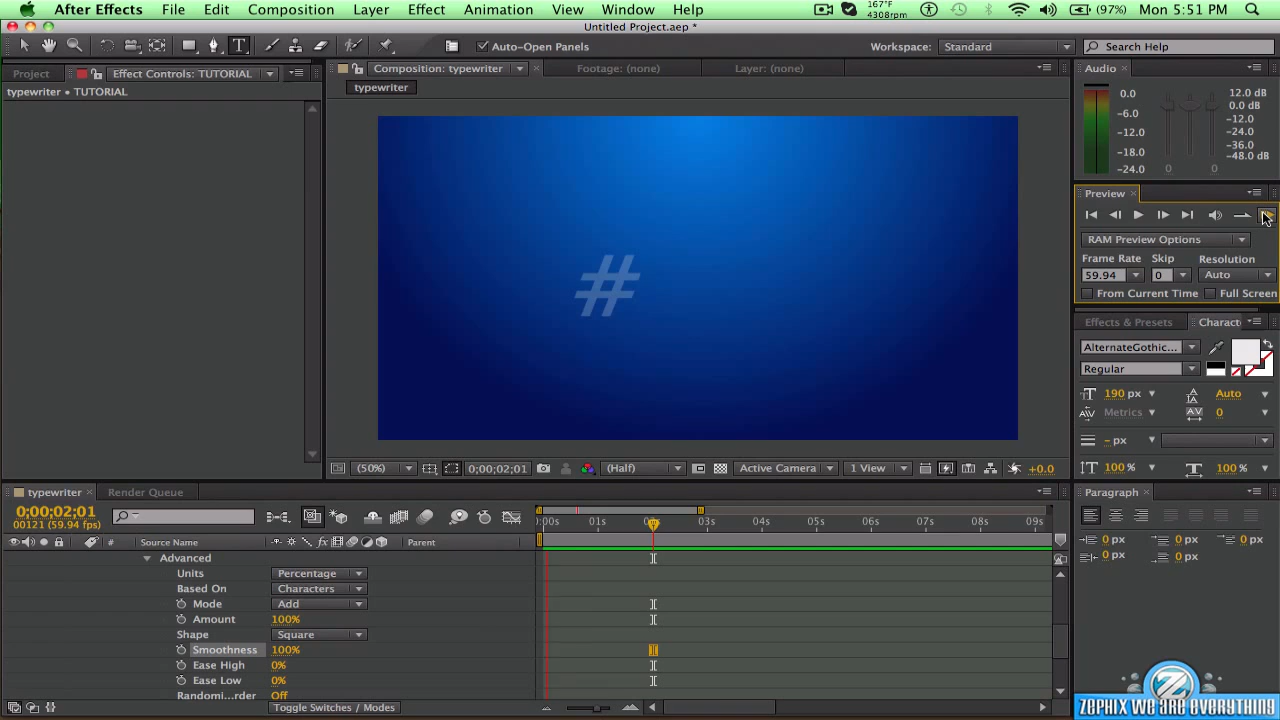 After Effects File Edit Composition Layer Effect Animation View Window Help 167°F 4308rpm (97%) Mon 5:51 PM
Untitled Project.aep *
T Auto-Open Panels Workspace: Standard Search Help
Project Effect Controls: TUTORIAL Composition: typewriter Footage: (none) Layer: (none) Audio
typewriter • TUTORIAL typewriter
0.0 12.0 dB
0.0 dB
-6.0 -12.0
-12.0 -24.0
-18.0 -36.0
-24.0 0 0 -48.0 dB
Preview
RAM Preview Options
Frame Rate Skip Resolution
59.94 0 Auto
From Current Time Full Screen
#
Effects & Presets Charact
AlternateGothic...
Regular
190 px Auto
Metrics 0
- px
100 % 100 %
(50%) 0;00;02;01 (Half) Active Camera 1 View +0.0
typewriter Render Queue Paragraph
0;00;02;01
00121 (59.94 fps)
:00s 01s 03s 04s 05s 06s 07s 08s 09s
# Source Name Parent
0 px 0 px 0 px
0 px 0 px
Advanced
Units Percentage
Based On Characters
Mode Add
Amount 100%
Shape Square
Smoothness 100%
Ease High 0%
Ease Low 0%
Randomi...rder Off
Toggle Switches / Modes
Z
ZEPHIX WE ARE EVERYTHING